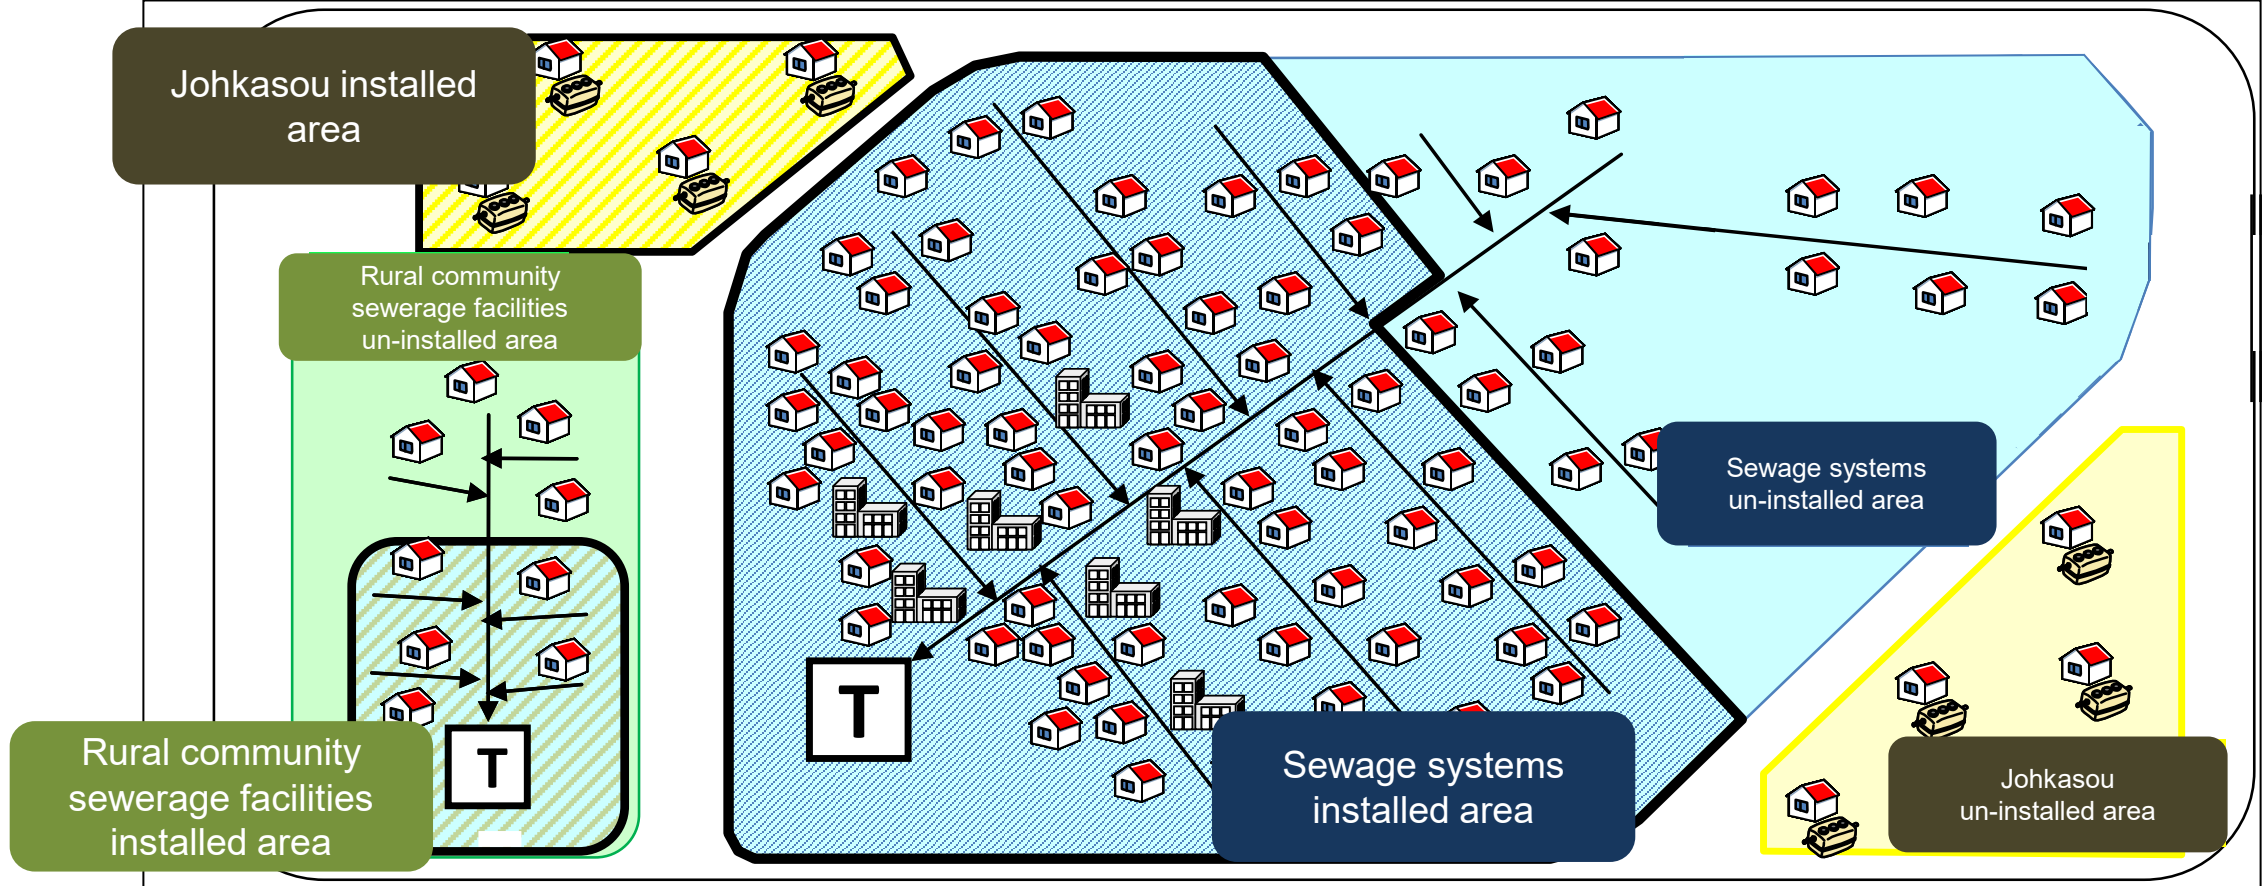 Johkasou installed
area
Rural community
sewerage facilities
un-installed area
Sewage systems
un-installed area
T
T
Rural community
sewerage facilities
installed area
Sewage systems
installed area
Johkasou
un-installed area